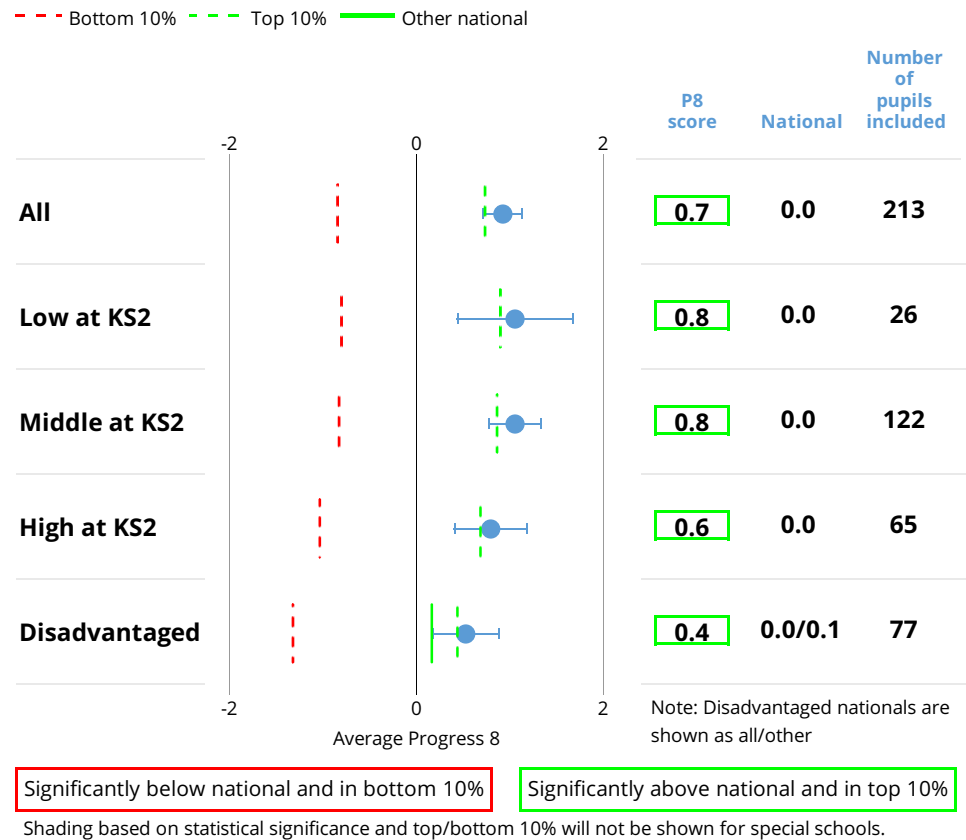 Bottom 10% Top 10% Other national
Number
of
P8 pupils
score National included
-2 0 2
All 0.7 0.0 213
Low at KS2 0.8 0.0 26
Middle at KS2 0.8 0.0 122
High at KS2 0.6 0.0 65
Disadvantaged 0.4 0.0/0.1 77
-2 0 2
Average Progress 8
Note: Disadvantaged nationals are
shown as all/other
Significantly below national and in bottom 10% Significantly above national and in top 10%
Shading based on statistical significance and top/bottom 10% will not be shown for special schools.